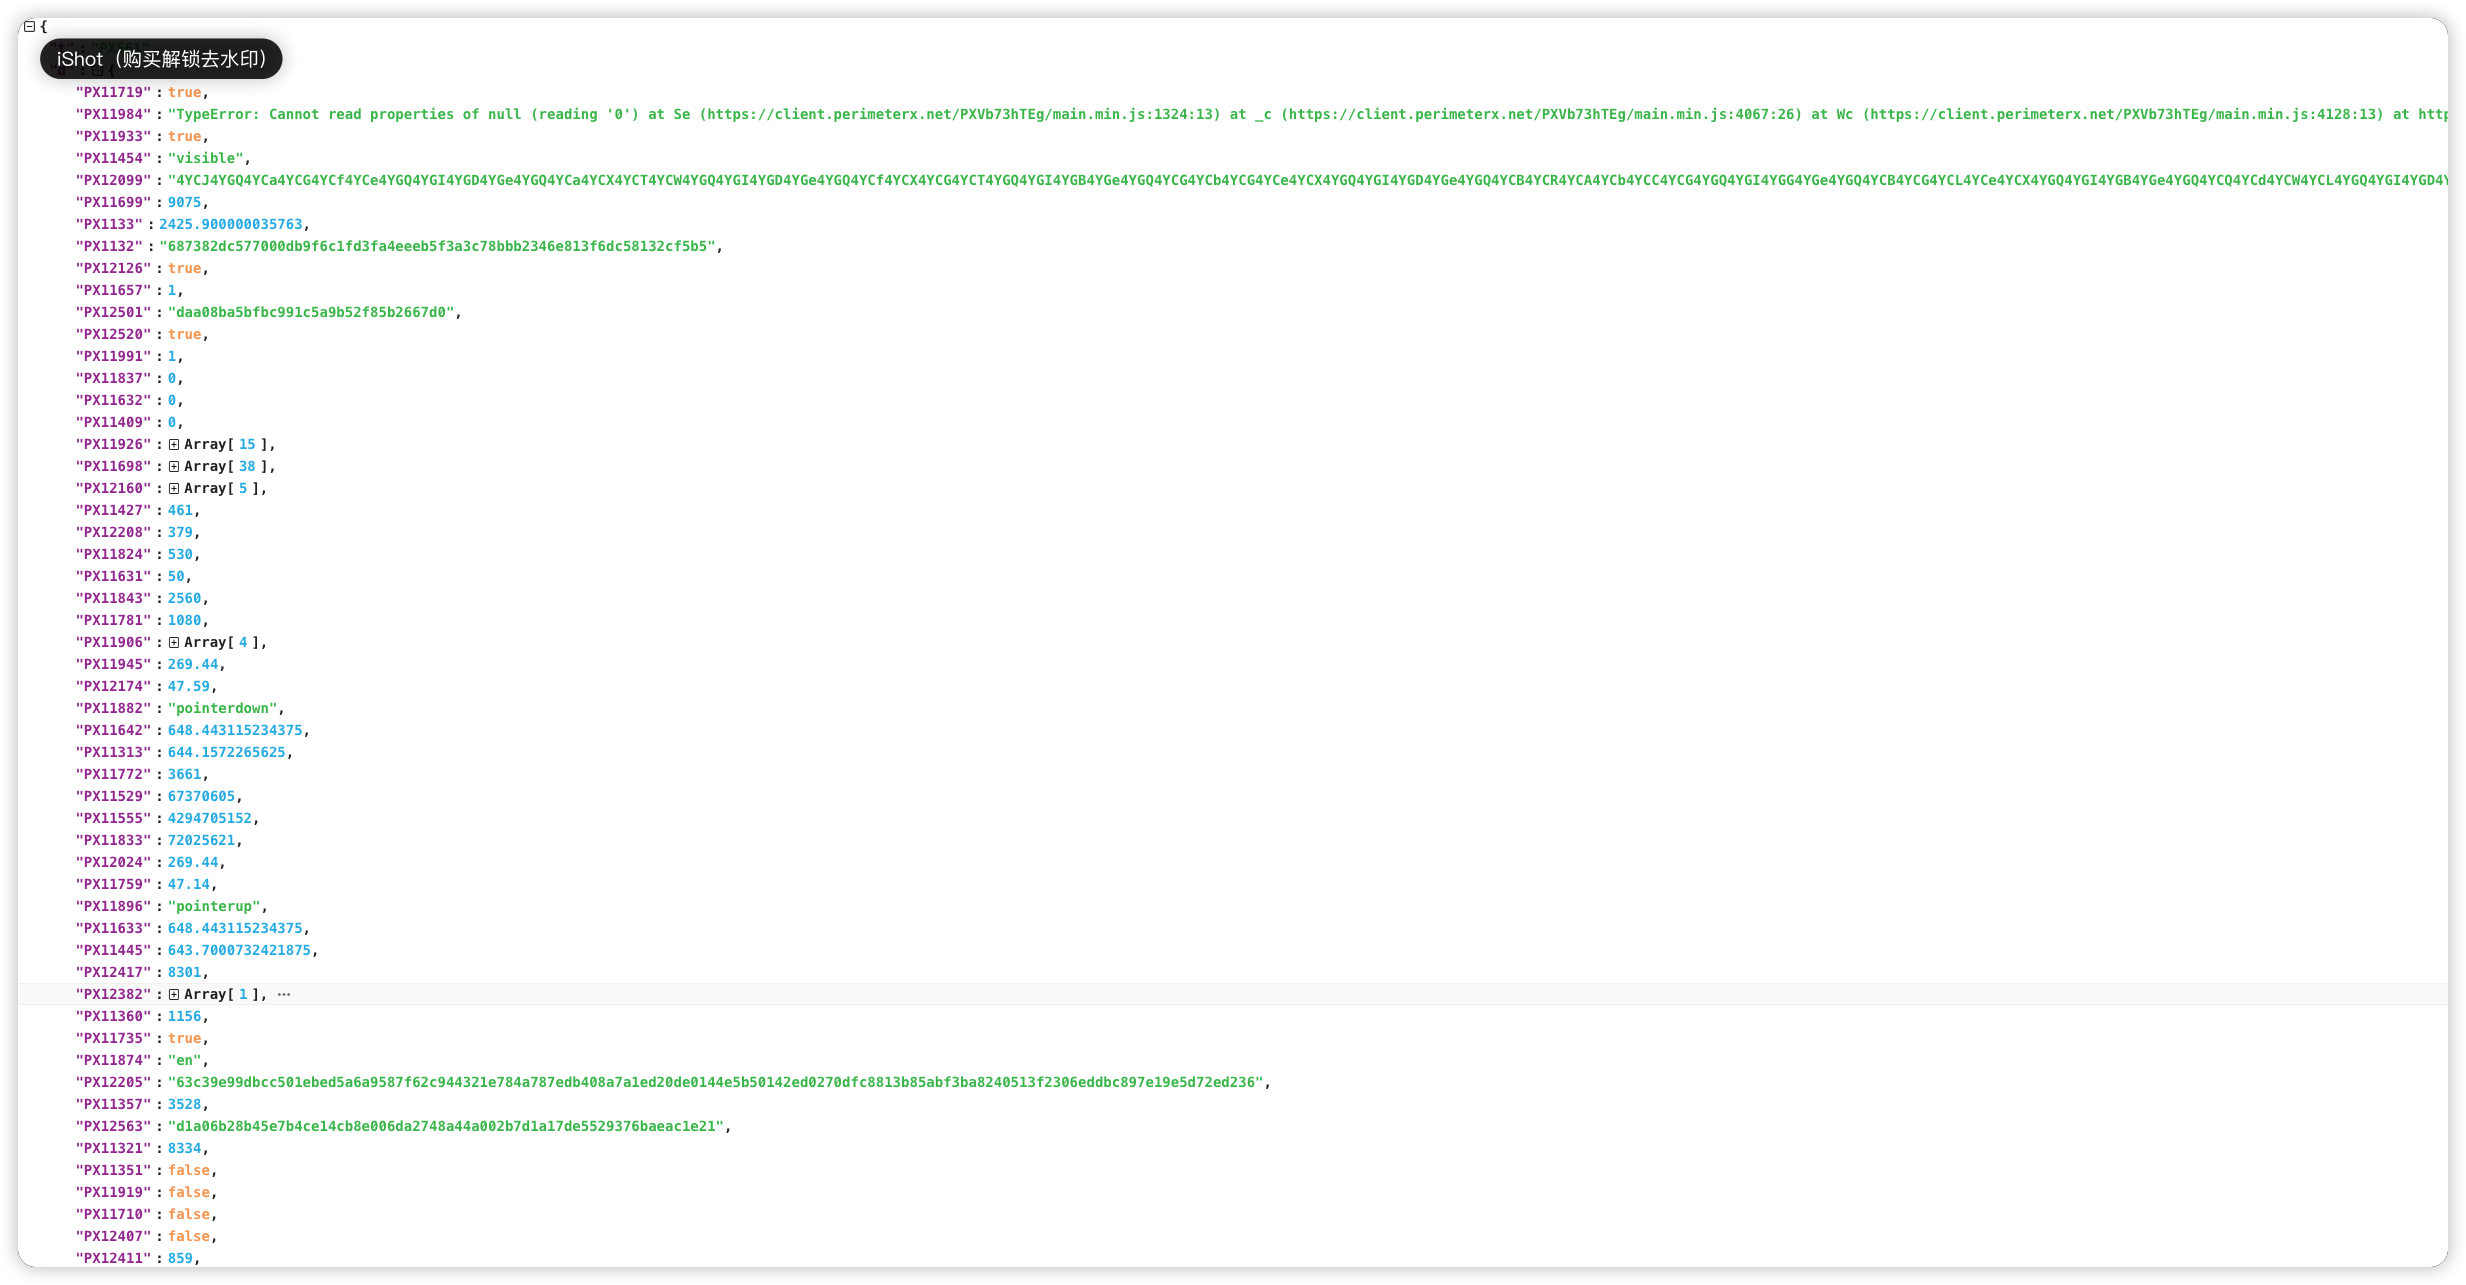 {
iShot（购买解锁去水印）
"PX11719" : true,
"PX11984" : "TypeError: Cannot read properties of null (reading '0') at Se (https://client.perimeterx.net/PXVb73hTEg/main.min.js:1324:13) at _c (https://client.perimeterx.net/PXVb73hTEg/main.min.js:4067:26) at Wc (https://client.perimeterx.net/PXVb73hTEg/main.min.js:4128:13) at http
"PX11933" : true,
"PX11454" : "visible",
"PX12099" : "4YCJ4YGQ4YCa4YCG4YCf4YCe4YGQ4YGI4YGD4YGe4YGQ4YCa4YCX4YCT4YCW4YGQ4YGI4YGD4YGe4YGQ4YCf4YCX4YCG4YCT4YGQ4YGI4YGB4YGe4YGQ4YCG4YCb4YCG4YCe4YCX4YGQ4YGI4YGD4YGe4YGQ4YCB4YCR4YCA4YCb4YCC4YCG4YGQ4YGI4YGG4YGe4YGQ4YCB4YCG4YCL4YCe4YCX4YGQ4YGI4YGB4YGe4YGQ4YCQ4YCd4YCW4YCL4YGQ4YGI4YGD4Y
"PX11699" : 9075,
"PX1133" : 2425.900000035763,
"PX1132" : "687382dc577000db9f6c1fd3fa4eeeb5f3a3c78bbb2346e813f6dc58132cf5b5",
"PX12126" : true,
"PX11657" : 1,
"PX12501" : "daa08ba5bfbc991c5a9b52f85b2667d0",
"PX12520" : true,
"PX11991" : 1,
"PX11837" : 0,
"PX11632" : 0,
"PX11409" : 0,
"PX11926" : Array[ 15 ],
"PX11698" : Array[ 38 ],
"PX12160" : Array[ 5 ],
"PX11427" : 461,
"PX12208" : 379,
"PX11824" : 530,
"PX11631" : 50,
"PX11843" : 2560,
"PX11781" : 1080,
"PX11906" : Array[ 4 ],
"PX11945" : 269.44,
"PX12174" : 47.59,
"PX11882" : "pointerdown",
"PX11642" : 648.443115234375,
"PX11313" : 644.1572265625,
"PX11772" : 3661,
"PX11529" : 67370605,
"PX11555" : 4294705152,
"PX11833" : 72025621,
"PX12024" : 269.44,
"PX11759" : 47.14,
"PX11896" : "pointerup",
"PX11633" : 648.443115234375,
"PX11445" : 643.7000732421875,
"PX12417" : 8301,
"PX12382" : Array[ 1 ], ···
"PX11360" : 1156,
"PX11735" : true,
"PX11874" : "en",
"PX12205" : "63c39e99dbcc501ebed5a6a9587f62c944321e784a787edb408a7a1ed20de0144e5b50142ed0270dfc8813b85abf3ba8240513f2306eddbc897e19e5d72ed236",
"PX11357" : 3528,
"PX12563" : "d1a06b28b45e7b4ce14cb8e006da2748a44a002b7d1a17de5529376baeac1e21",
"PX11321" : 8334,
"PX11351" : false,
"PX11919" : false,
"PX11710" : false,
"PX12407" : false,
"PX12411" : 859,